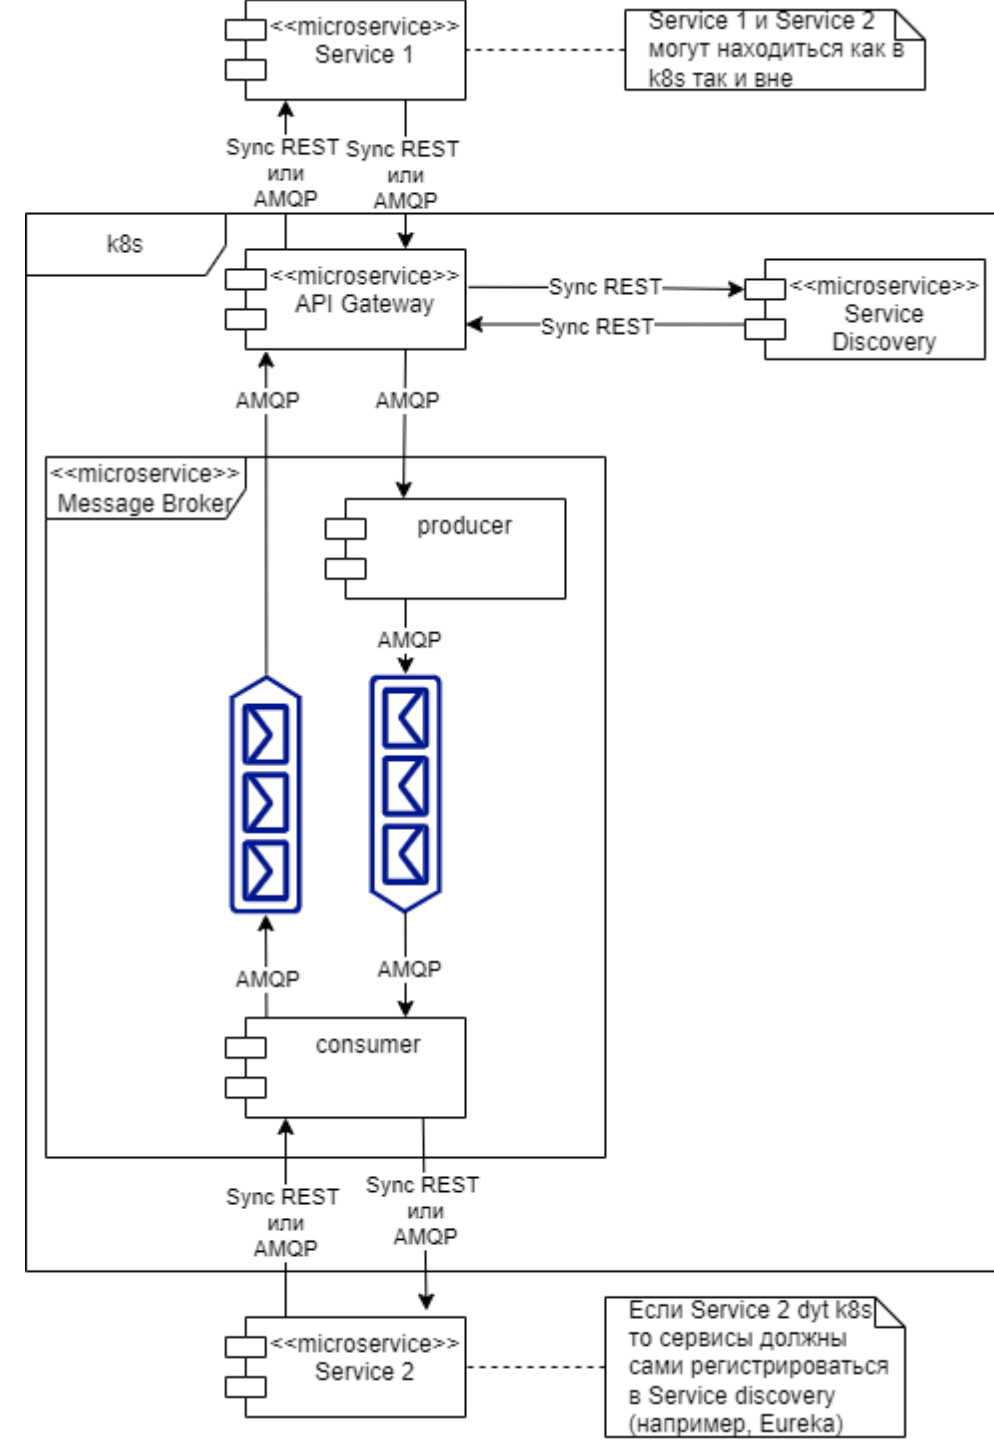 <<microservice>>
Service 1
Service 1 и Service 2
могут находиться как в
k8s так и вне
Sync REST
или
AMQP
Sync REST
или
AMQP
k8s
<<microservice>>
API Gateway
Sync REST
Sync REST
<<microservice>>
Service
Discovery
AMQP
AMQP
<<microservice>>
Message Broker
producer
AMQP
AMQP
AMQP
consumer
Sync REST
или
AMQP
Sync REST
или
AMQP
<<microservice>>
Service 2
Если Service 2 dyt k8s
то сервисы должны
сами регистрироваться
в Service discovery
(например, Eureka)